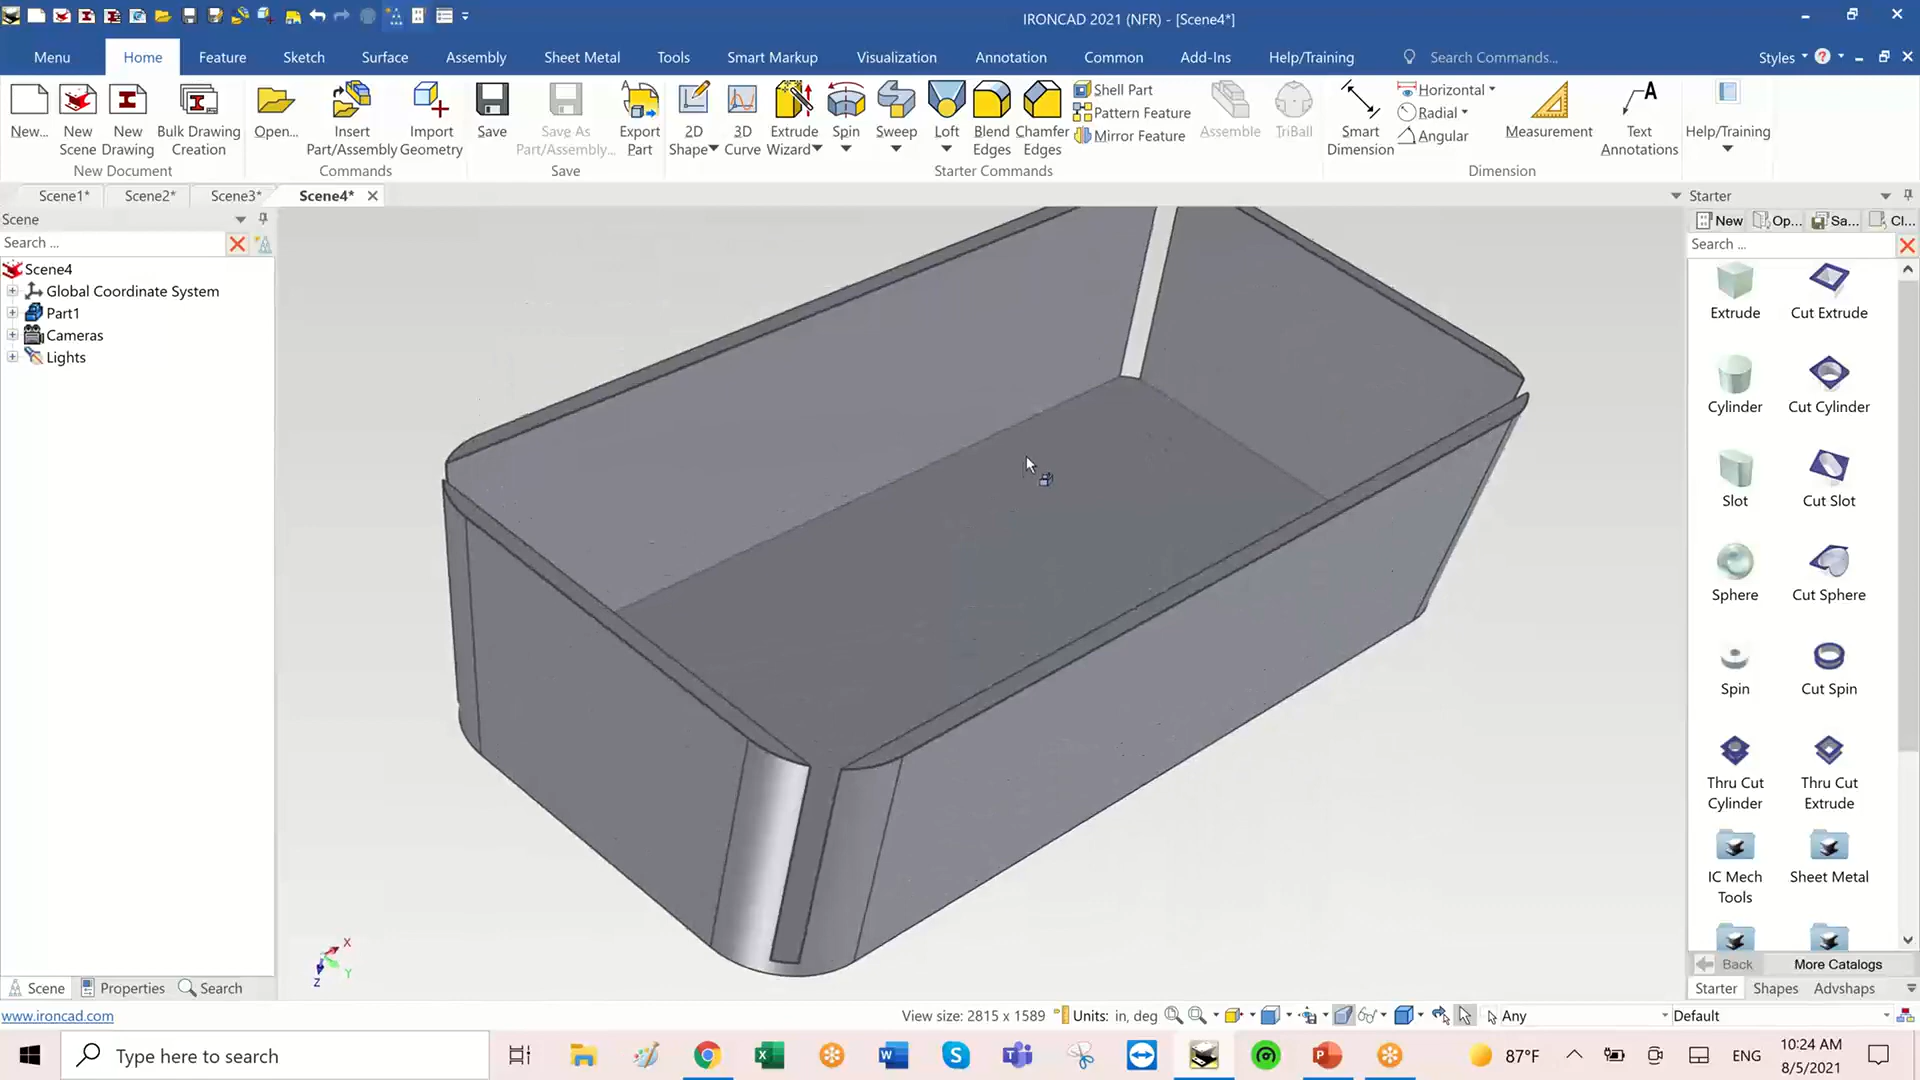 IRONCAD 2021 (NFR) - [Scene4*]
Menu Home Feature Sketch Surface Assembly Sheet Metal Tools Smart Markup Visualization Annotation Common Add-Ins Help/Training Search Commands... Styles
New... New Scene New Drawing Bulk Drawing Creation
New Document
Open... Insert Part/Assembly Import Geometry
Commands
Save Save As Part/Assembly... Export Part
Save
2D Shape 3D Curve Extrude Wizard Spin Sweep Loft Blend Edges Chamfer Edges
Shell Part
Pattern Feature
Mirror Feature
Assemble TriBall
Starter Commands
Smart Dimension
Horizontal
Radial
Angular
Measurement Text Annotations
Dimension
Help/Training
Scene1* Scene2* Scene3* Scene4*
Scene
Search ...
Scene4
Global Coordinate System
Part1
Cameras
Lights
X
Y
Z
Scene Properties Search
Starter
New Op... Sa... Cl...
Search ...
Extrude Cut Extrude
Cylinder Cut Cylinder
Slot Cut Slot
Sphere Cut Sphere
Spin Cut Spin
Thru Cut Cylinder Thru Cut Extrude
IC Mech Tools Sheet Metal
Back More Catalogs
Starter Shapes Advshaps
www.ironcad.com View size: 2815 x 1589 Units: in, deg Any Default
Type here to search 87°F ENG 10:24 AM
8/5/2021